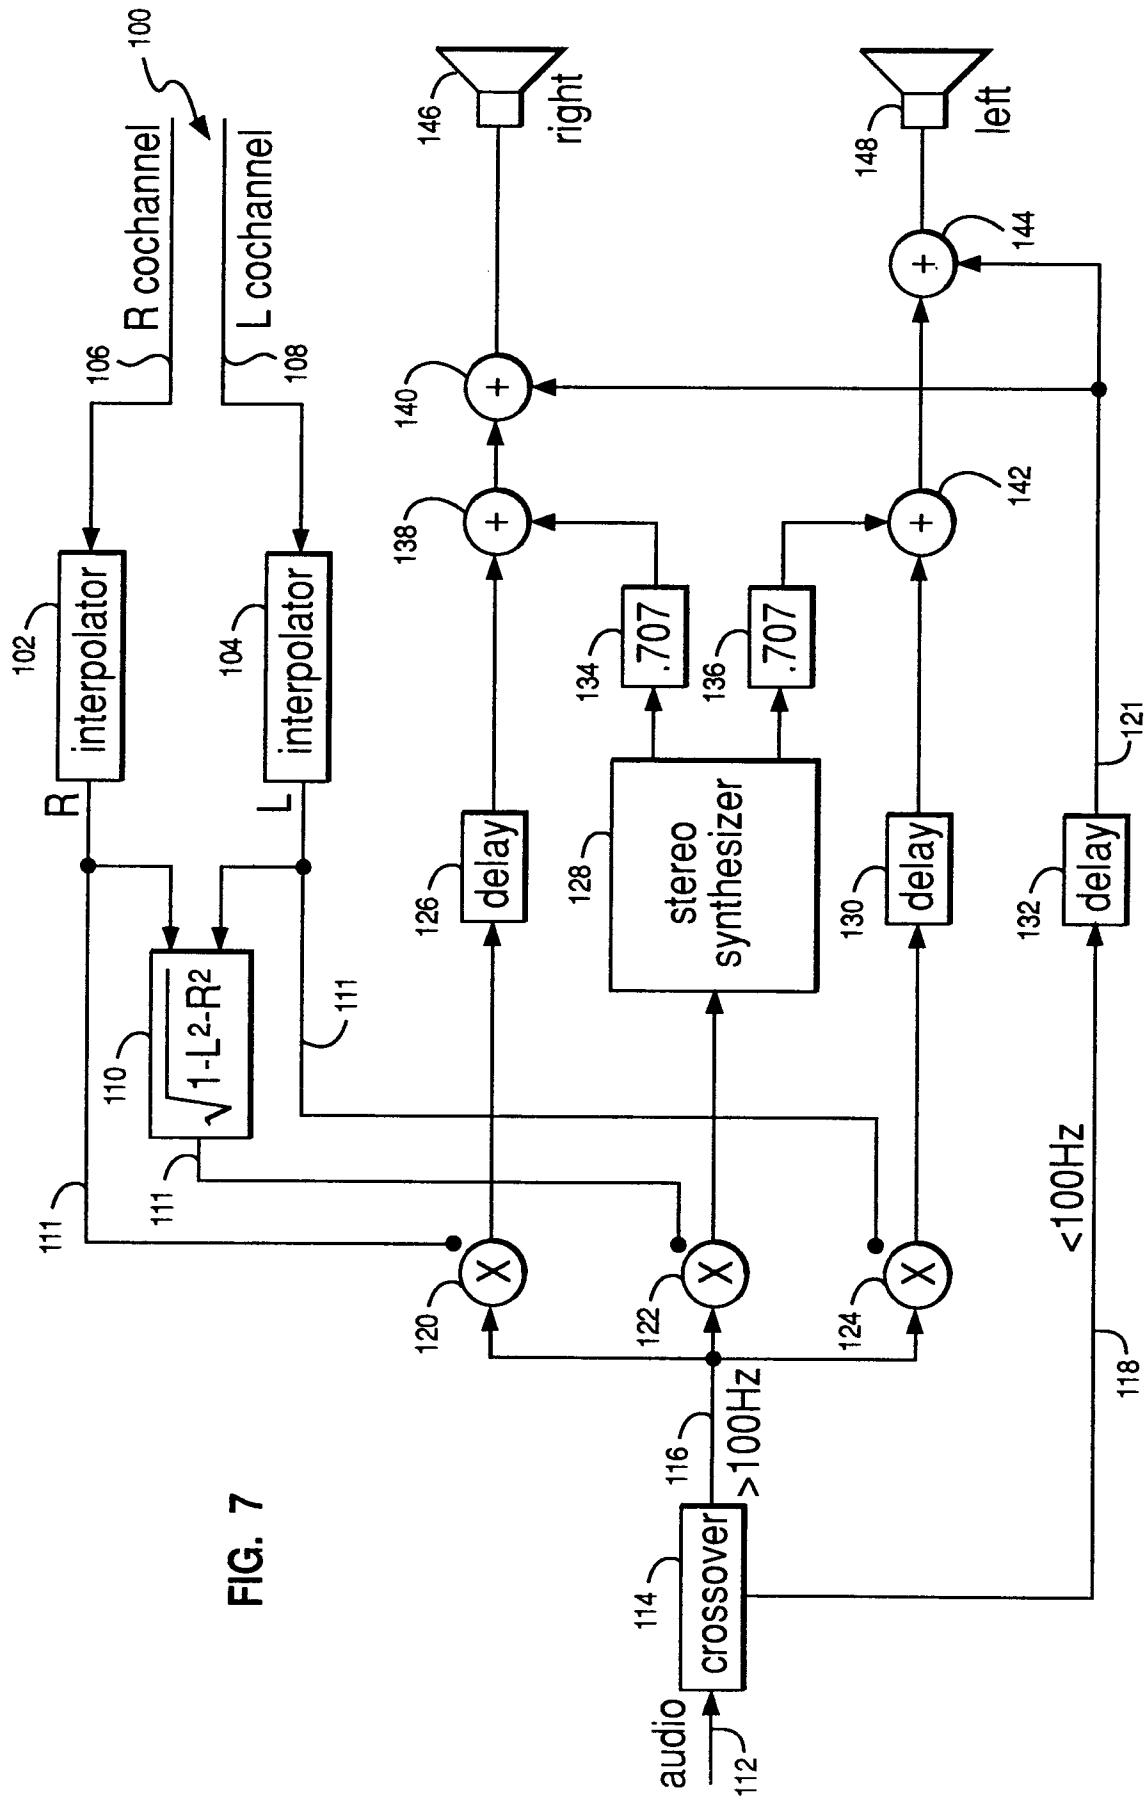 FIG. 7
100
R cochannel
106
L cochannel
108
102
interpolator
R
104
interpolator
L
110
√1-L²-R²
111
111
111
audio
112
114
crossover
116
>100Hz
<100Hz
118
120
X
122
X
124
X
126
delay
128
stereo
synthesizer
130
delay
132
delay
121
134
.707
136
.707
138
+
140
+
142
+
144
+
146
right
148
left